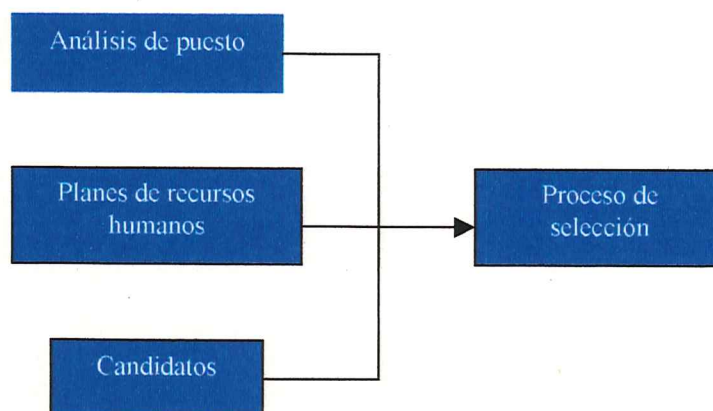 Análisis de puesto
Planes de recursos
humanos
Proceso de
selección
Candidatos